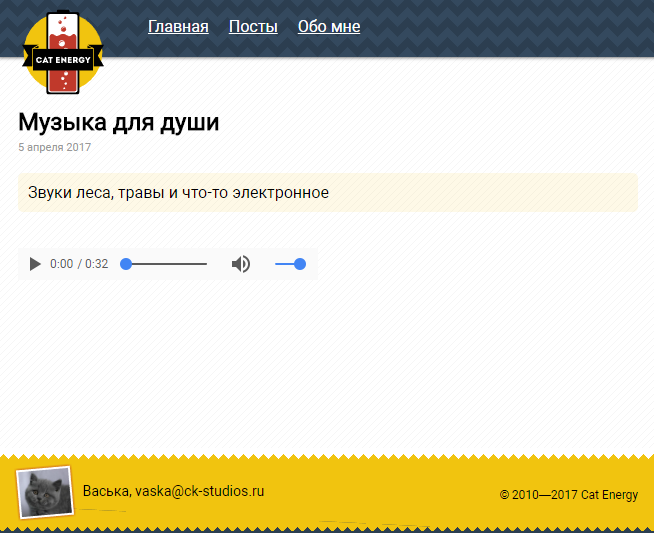 Главная Посты Обо мне
CAT ENERGY
Музыка для души
5 апреля 2017
Звуки леса, травы и что-то электронное
0:00 / 0:32
Васька, vaska@ck-studios.ru
© 2010—2017 Cat Energy